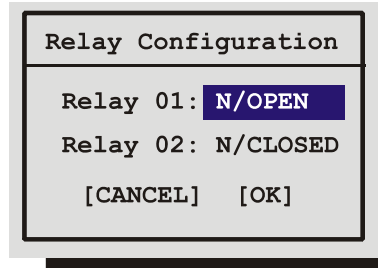 Relay Configuration
Relay 01: N/OPEN
Relay 02: N/CLOSED
[CANCEL] [OK]